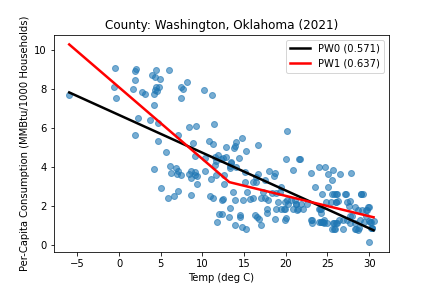 County: Washington, Oklahoma (2021)
Per-Capita Consumption (MMBtu/1000 Households)
10
8
6
4
2
0
PW0 (0.571)
PW1 (0.637)
−5 0 5 10 15 20 25 30
Temp (deg C)